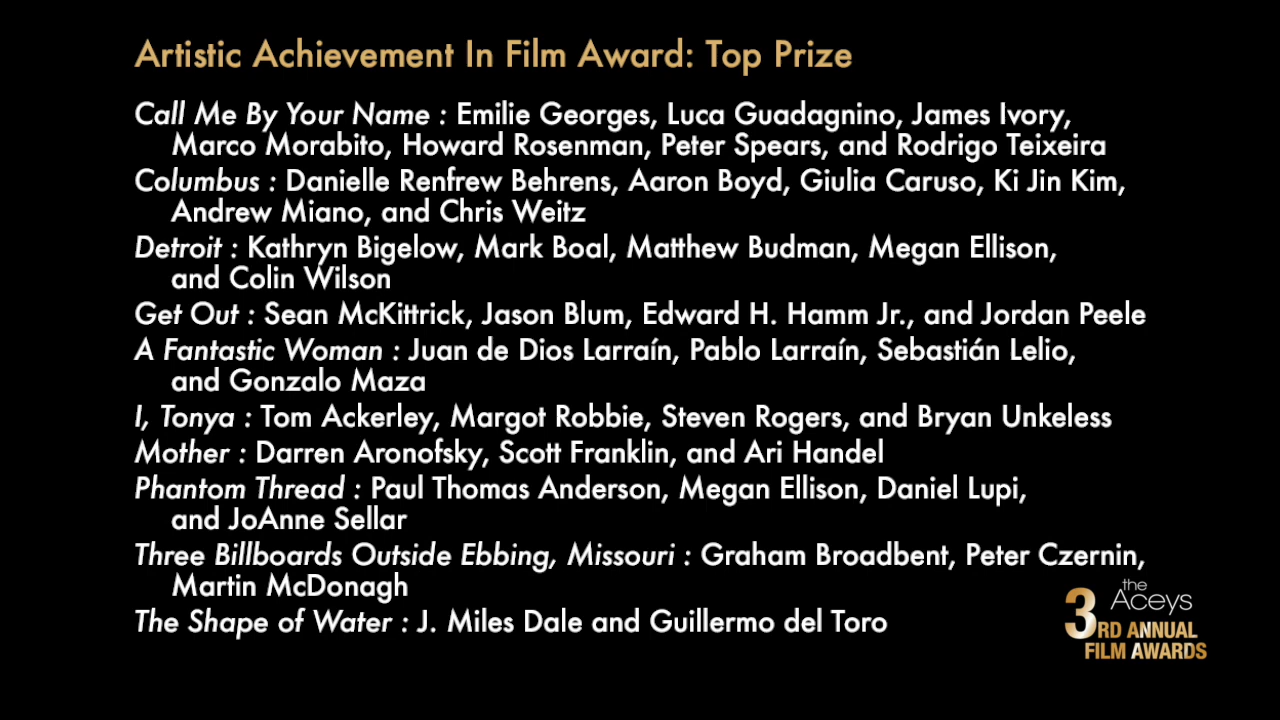 Artistic Achievement In Film Award: Top Prize
Call Me By Your Name : Emilie Georges, Luca Guadagnino, James Ivory,
Marco Morabito, Howard Rosenman, Peter Spears, and Rodrigo Teixeira
Columbus : Danielle Renfrew Behrens, Aaron Boyd, Giulia Caruso, Ki Jin Kim,
Andrew Miano, and Chris Weitz
Detroit : Kathryn Bigelow, Mark Boal, Matthew Budman, Megan Ellison,
and Colin Wilson
Get Out : Sean McKittrick, Jason Blum, Edward H. Hamm Jr., and Jordan Peele
A Fantastic Woman : Juan de Dios Larraín, Pablo Larraín, Sebastián Lelio,
and Gonzalo Maza
I, Tonya : Tom Ackerley, Margot Robbie, Steven Rogers, and Bryan Unkeless
Mother : Darren Aronofsky, Scott Franklin, and Ari Handel
Phantom Thread : Paul Thomas Anderson, Megan Ellison, Daniel Lupi,
and JoAnne Sellar
Three Billboards Outside Ebbing, Missouri : Graham Broadbent, Peter Czernin,
Martin McDonagh
The Shape of Water : J. Miles Dale and Guillermo del Toro
the
Aceys
3RD ANNUAL
FILM AWARDS